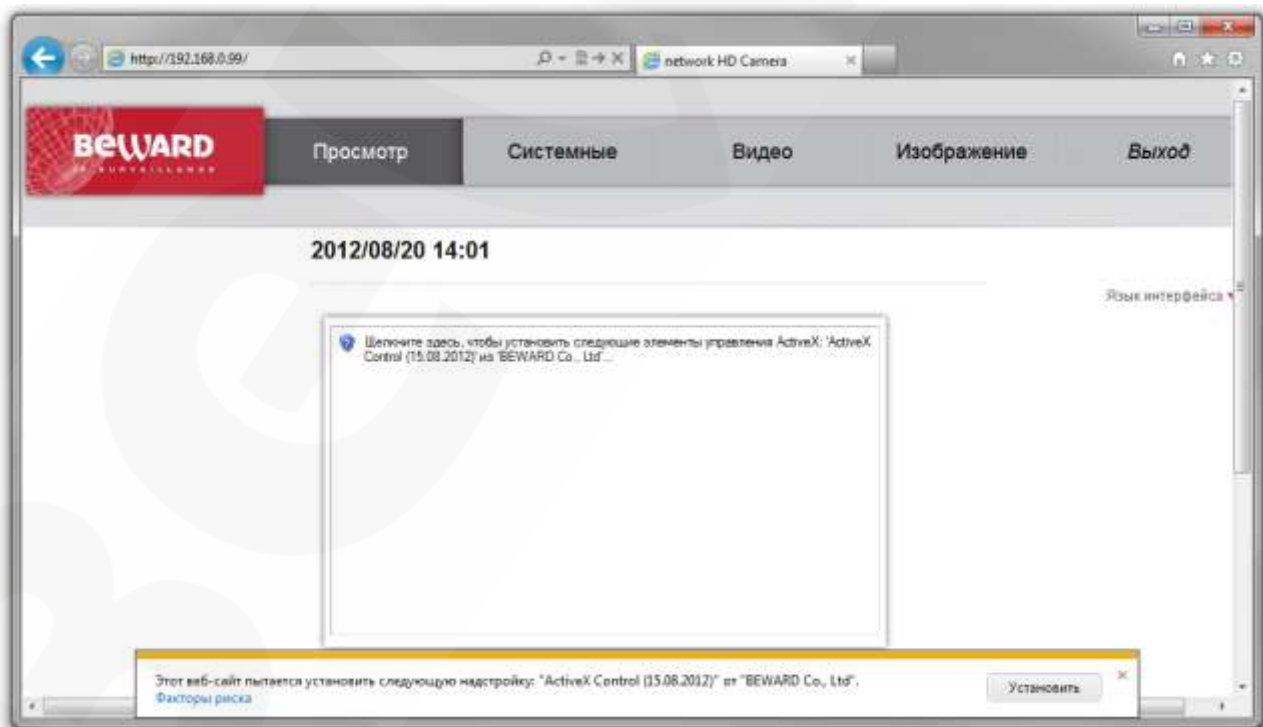 http://192.168.0.99/
network HD Camera
BEWARD
IP SURVEILLANCE
Просмотр
Системные
Видео
Изображение
Выход
2012/08/20 14:01
Язык интерфейса
Щелкните здесь, чтобы установить следующие элементы управления ActiveX: 'ActiveX
Control (15.08.2012)' из 'BEWARD Co., Ltd'...
Этот веб-сайт пытается установить следующую надстройку: "ActiveX Control (15.08.2012)" от "BEWARD Co., Ltd".
Факторы риска
Установить